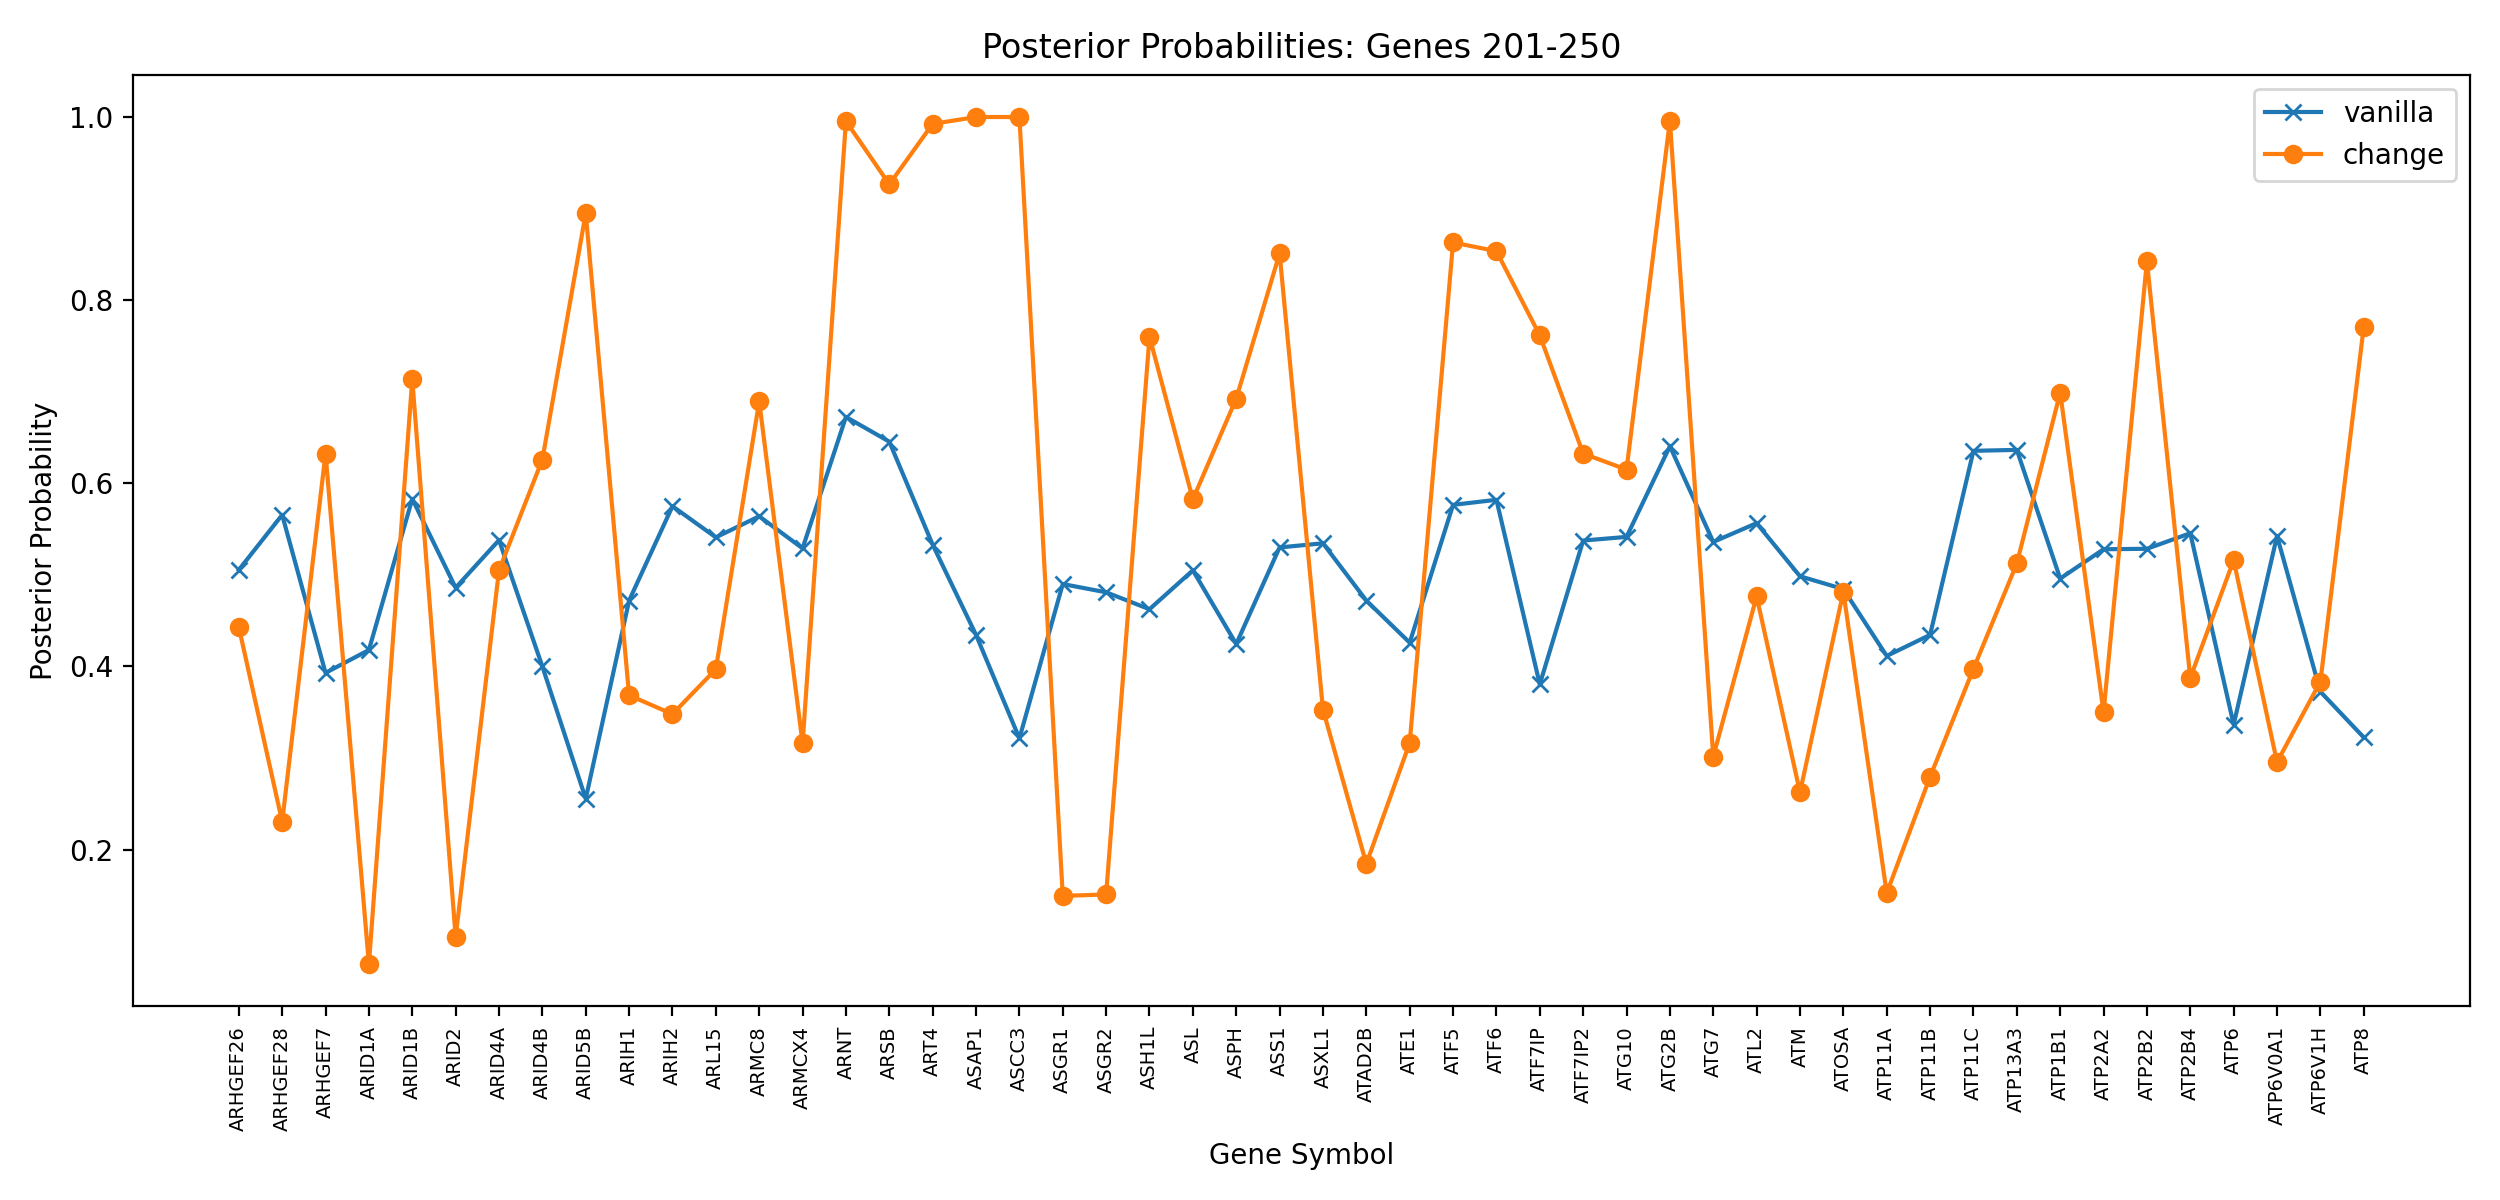 Posterior Probabilities: Genes 201-250
vanilla
change
Posterior Probability
1.0
0.8
0.6
0.4
0.2
ARHGEF26
ARHGEF28
ARHGEF7
ARID1A
ARID1B
ARID2
ARID4A
ARID4B
ARID5B
ARIH1
ARIH2
ARL15
ARMC8
ARMCX4
ARNT
ARSB
ART4
ASAP1
ASCC3
ASGR1
ASGR2
ASH1L
ASL
ASPH
ASS1
ASXL1
ATAD2B
ATE1
ATF5
ATF6
ATF7IP
ATF7IP2
ATG10
ATG2B
ATG7
ATL2
ATM
ATOSA
ATP11A
ATP11B
ATP11C
ATP13A3
ATP1B1
ATP2A2
ATP2B2
ATP2B4
ATP6
ATP6V0A1
ATP6V1H
ATP8
Gene Symbol